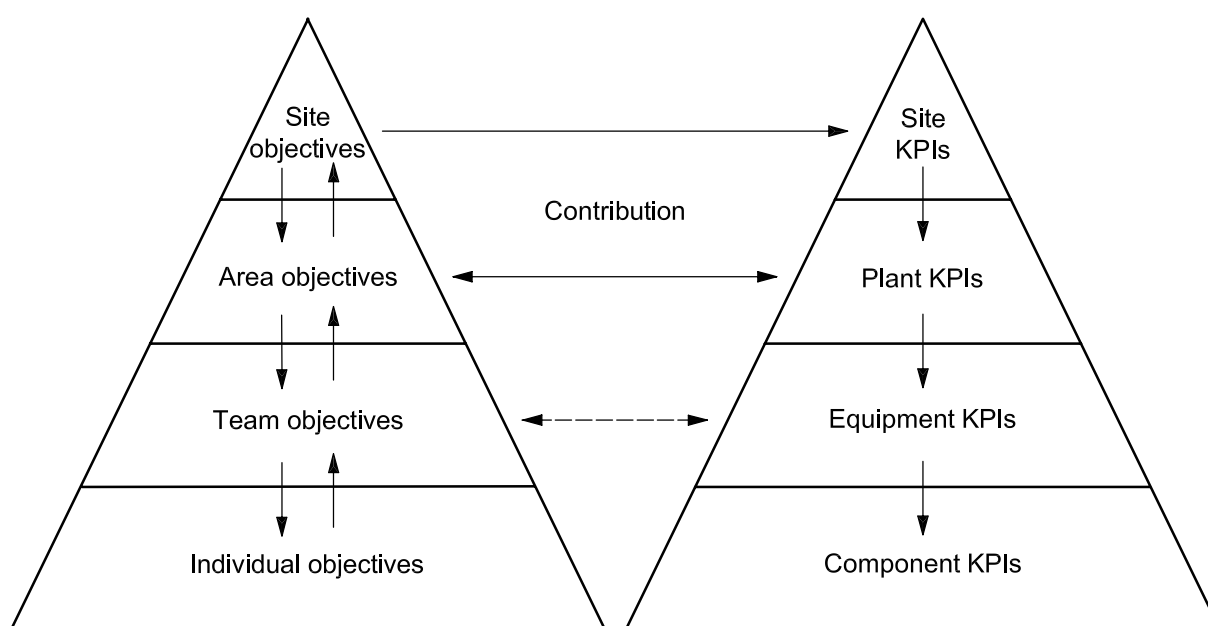 Site
objectives
Site
KPIs
Contribution
Area objectives
Plant KPIs
Team objectives
Equipment KPIs
Individual objectives
Component KPIs